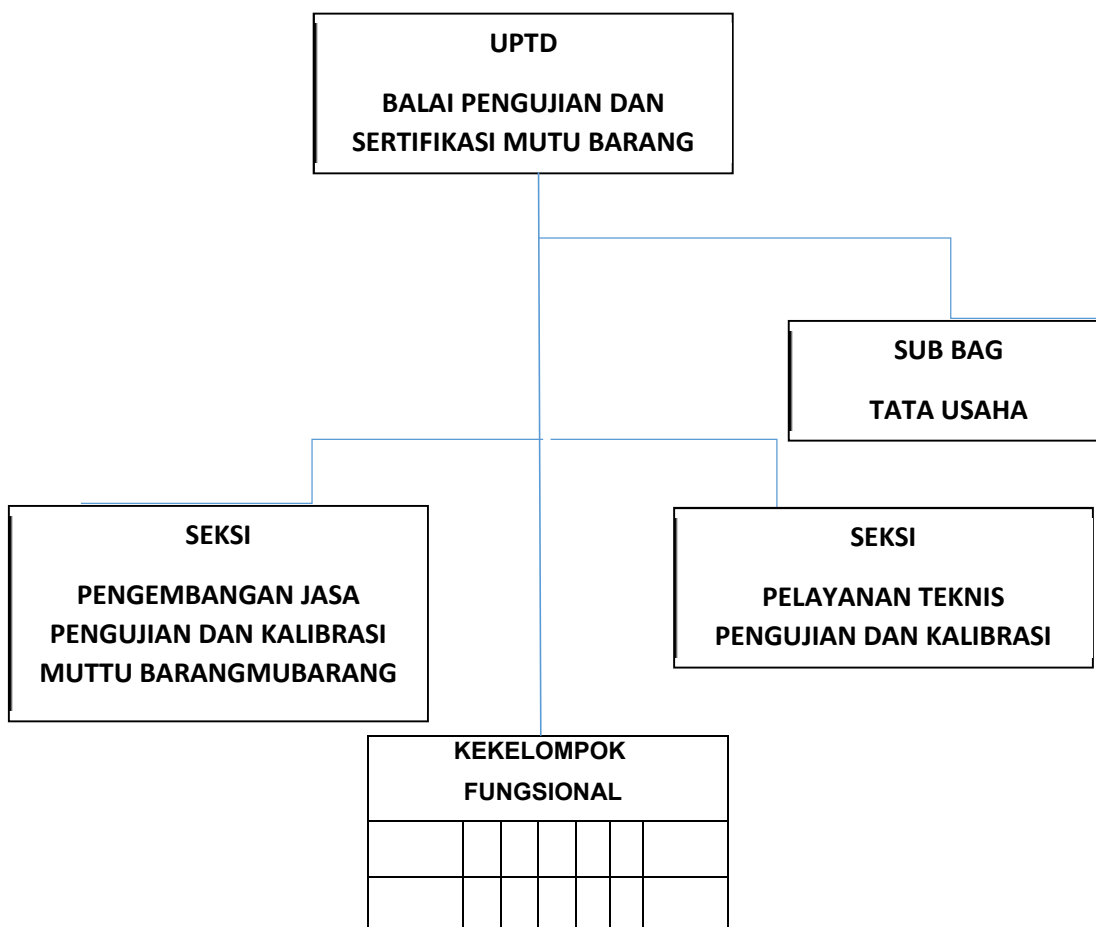 UPTD
BALAI PENGUJIAN DAN
SERTIFIKASI MUTU BARANG
SUB BAG
TATA USAHA
SEKSI
PENGEMBANGAN JASA
PENGUJIAN DAN KALIBRASI
MUTTU BARANGMUBARANG
SEKSI
PELAYANAN TEKNIS
PENGUJIAN DAN KALIBRASI
KEKELOMPOK
FUNGSIONAL